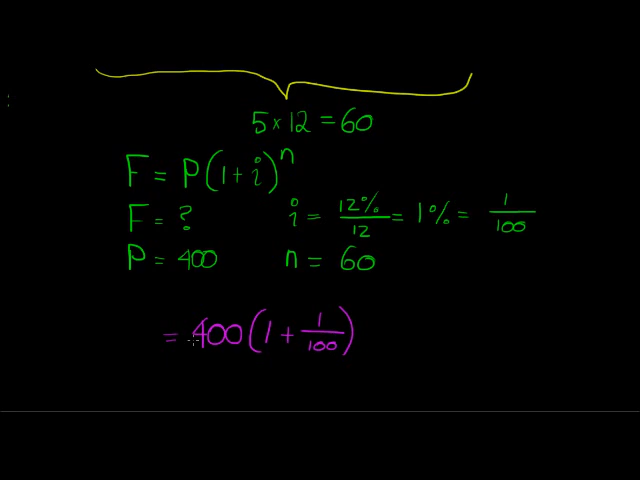 5 × 12 = 60
F = P(1 + i)ⁿ
F = ? i = 12%/12 = 1% = 1/100
P = 400 n = 60
= 400(1 + 1/100)